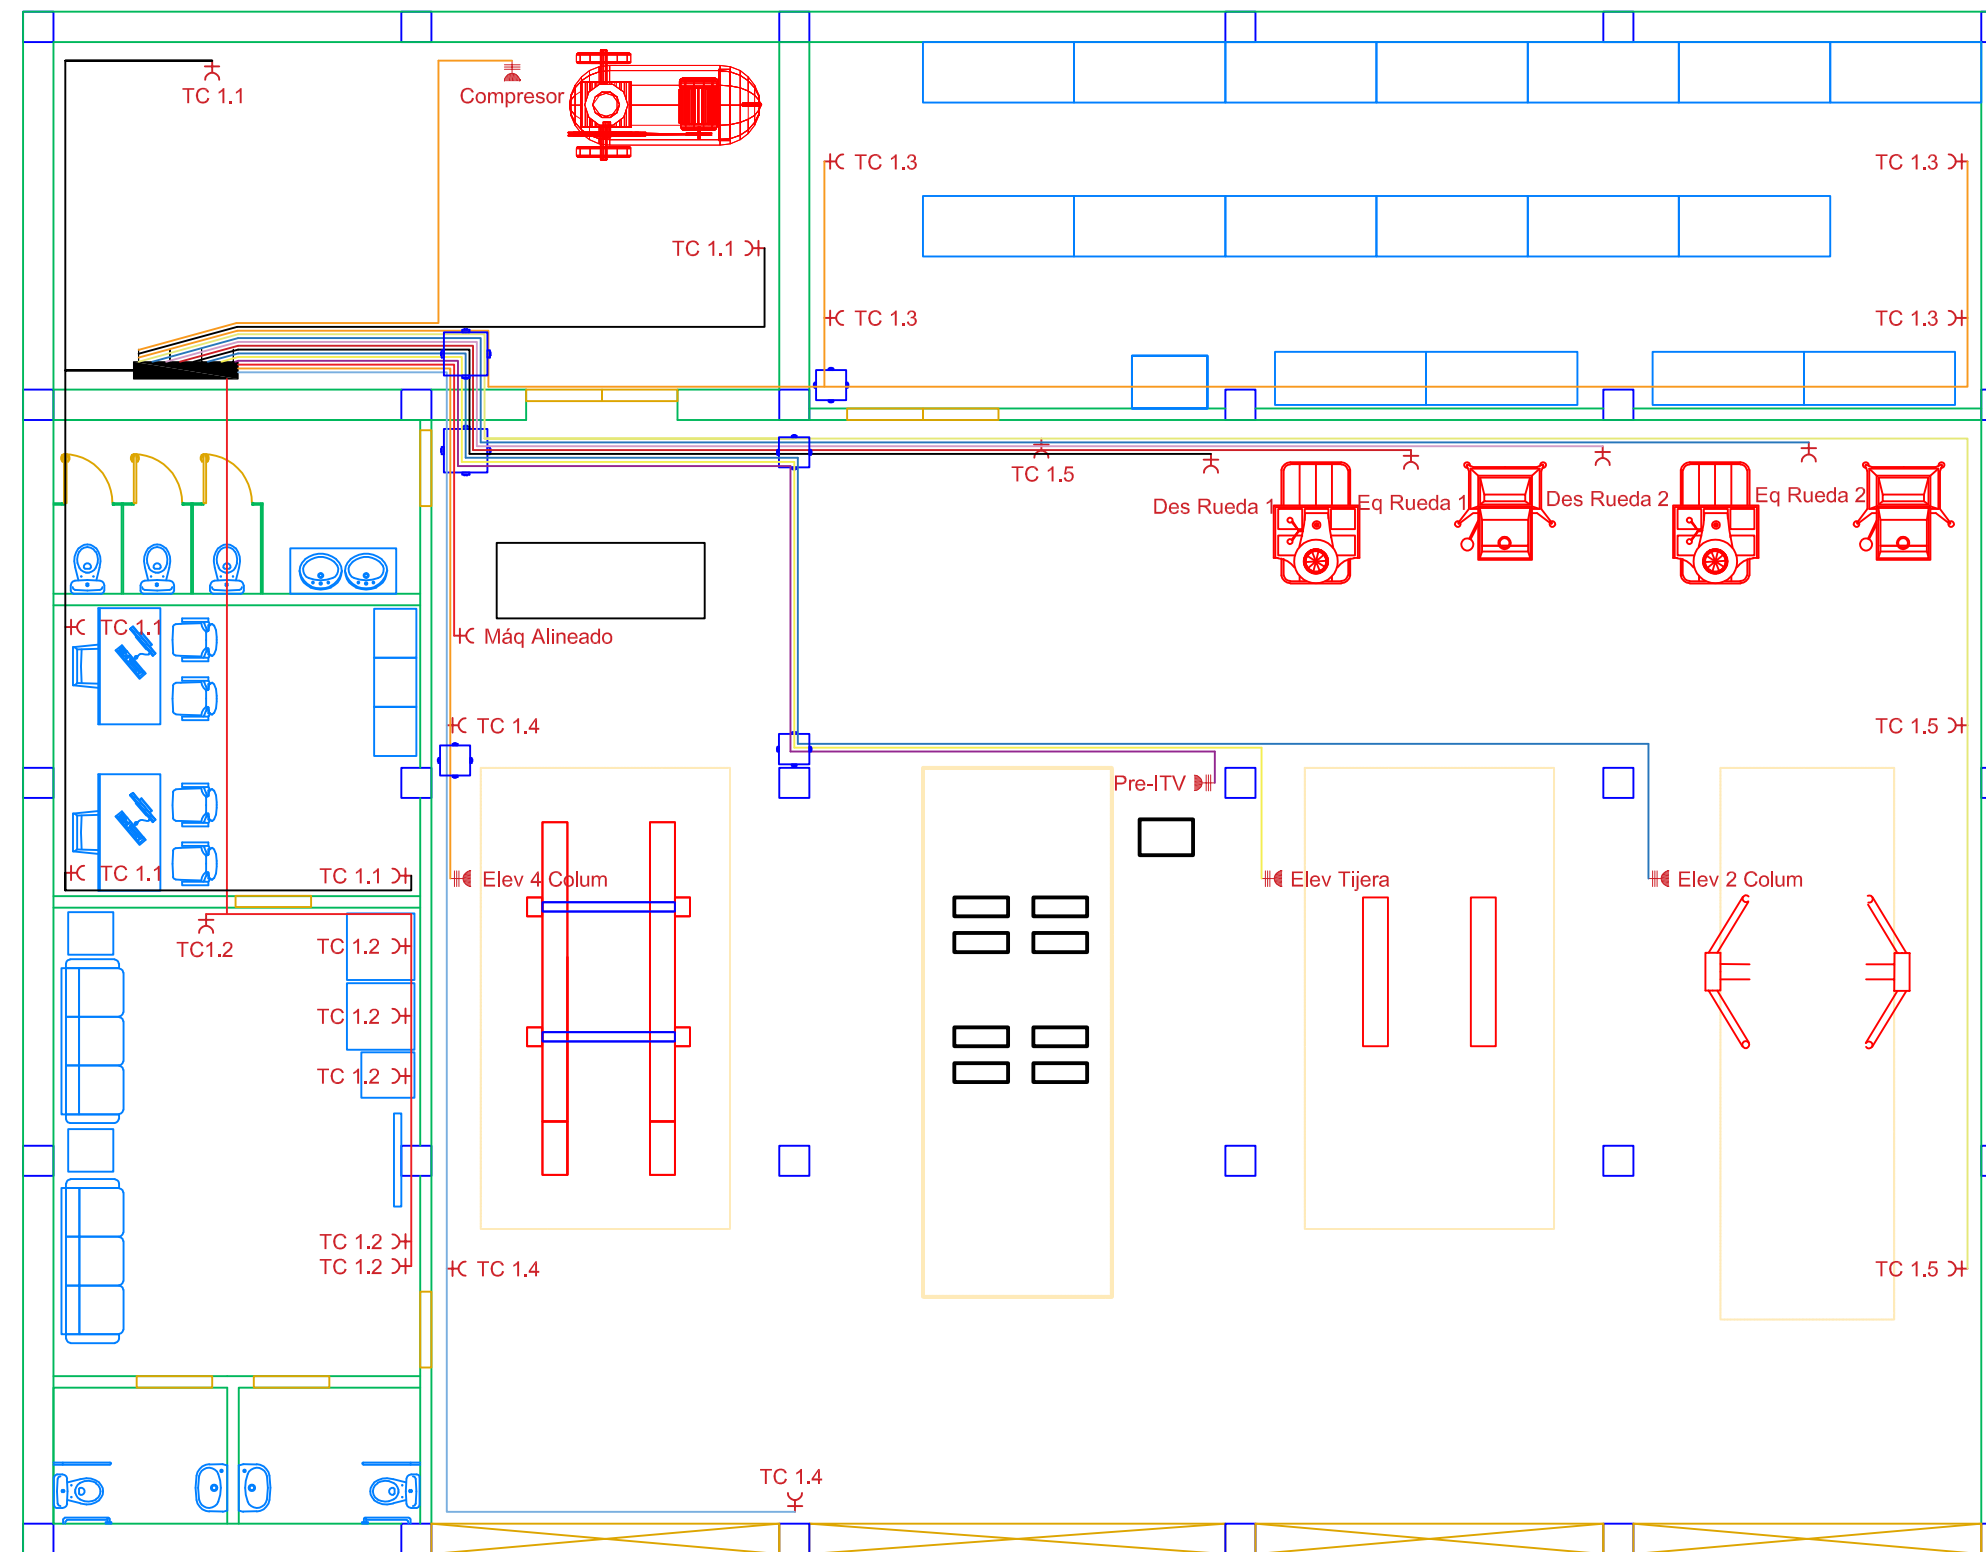 TC 1.1
Compresor
TC 1.3
TC 1.3
TC 1.1
TC 1.3
TC 1.3
TC 1.5
Des Rueda 1
Eq Rueda 1
Des Rueda 2
Eq Rueda 2
TC 1.1
Máq Alineado
TC 1.4
TC 1.5
Pre-ITV
TC 1.1
TC 1.1
Elev 4 Colum
Elev Tijera
Elev 2 Colum
TC1.2
TC 1.2
TC 1.2
TC 1.2
TC 1.2
TC 1.2
TC 1.4
TC 1.5
TC 1.4